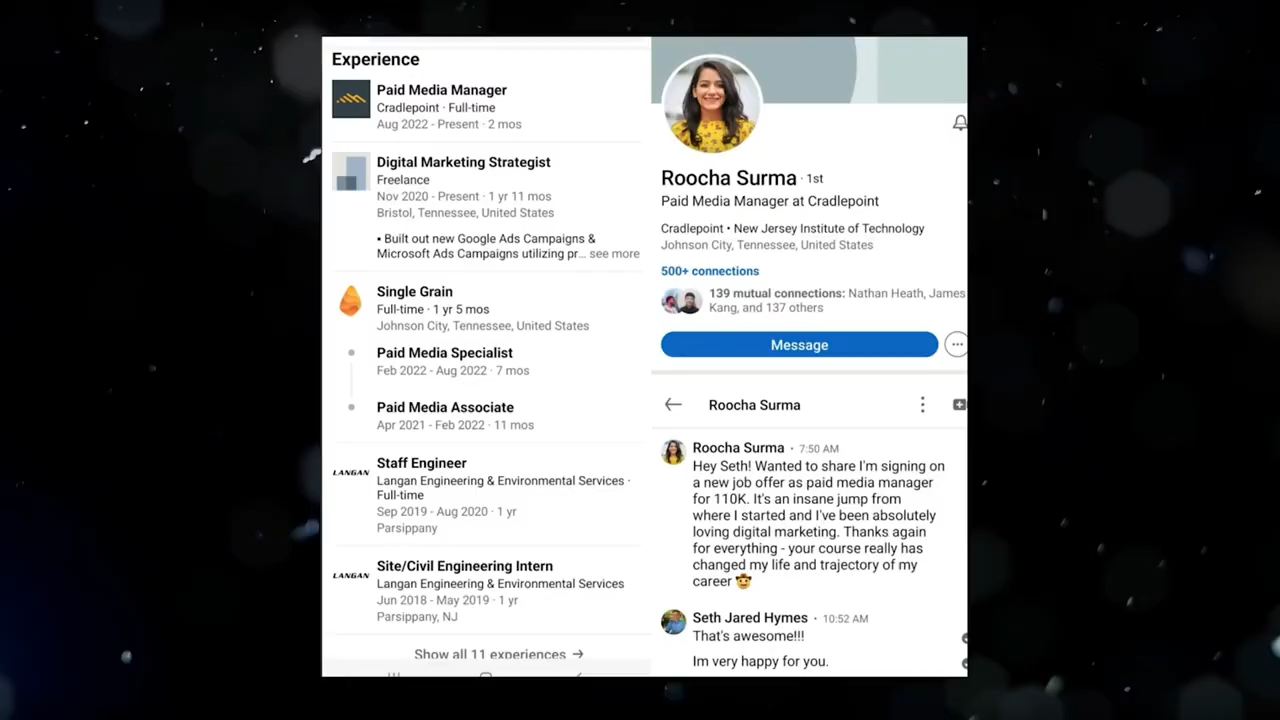 Experience
Paid Media Manager
Cradlepoint · Full-time
Aug 2022 - Present · 2 mos
Digital Marketing Strategist
Freelance
Nov 2020 - Present · 1 yr 11 mos
Bristol, Tennessee, United States
▪ Built out new Google Ads Campaigns &
Microsoft Ads Campaigns utilizing pr... see more
Single Grain
Full-time · 1 yr 5 mos
Johnson City, Tennessee, United States
Paid Media Specialist
Feb 2022 - Aug 2022 · 7 mos
Paid Media Associate
Apr 2021 - Feb 2022 · 11 mos
LANGAN
Staff Engineer
Langan Engineering & Environmental Services ·
Full-time
Sep 2019 - Aug 2020 · 1 yr
Parsippany
LANGAN
Site/Civil Engineering Intern
Langan Engineering & Environmental Services
Jun 2018 - May 2019 · 1 yr
Parsippany, NJ
Show all 11 experiences →
Roocha Surma · 1st
Paid Media Manager at Cradlepoint
Cradlepoint • New Jersey Institute of Technology
Johnson City, Tennessee, United States
500+ connections
139 mutual connections: Nathan Heath, James
Kang, and 137 others
Message
Roocha Surma
Roocha Surma • 7:50 AM
Hey Seth! Wanted to share I'm signing on
a new job offer as paid media manager
for 110K. It's an insane jump from
where I started and I've been absolutely
loving digital marketing. Thanks again
for everything - your course really has
changed my life and trajectory of my
career 🤠
Seth Jared Hymes • 10:52 AM
That's awesome!!!
Im very happy for you.